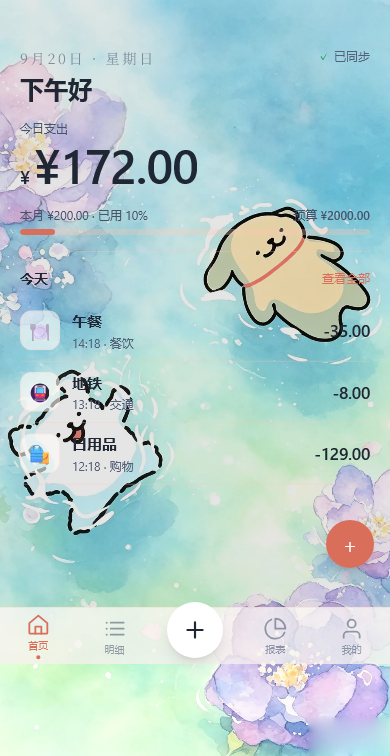 9月20日 · 星期日
✓ 已同步
下午好
今日支出
¥ ¥172.00
本月 ¥200.00 · 已用 10%
预算 ¥2000.00
今天
查看全部
午餐
14:18 · 餐饮
-35.00
地铁
13:18 · 交通
-8.00
日用品
12:18 · 购物
-129.00
+
+
首页
明细
报表
我的